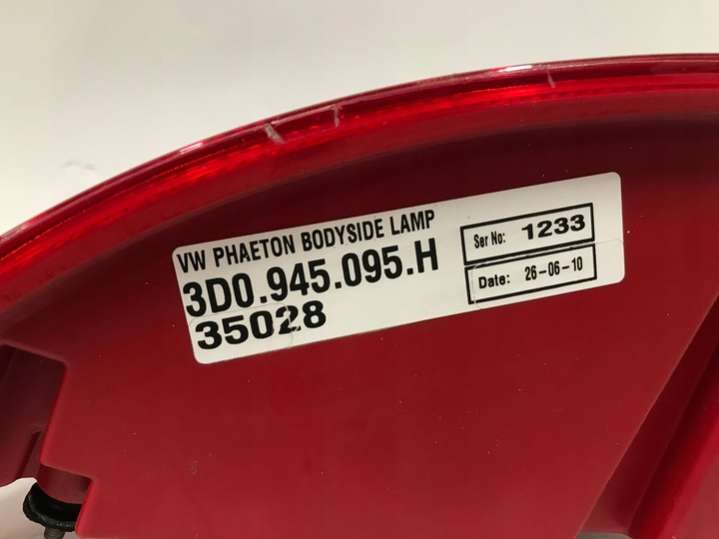 VW PHAETON BODYSIDE LAMP
3D0.945.095.H
35028
Ser No: 1233
Date: 26-06-10